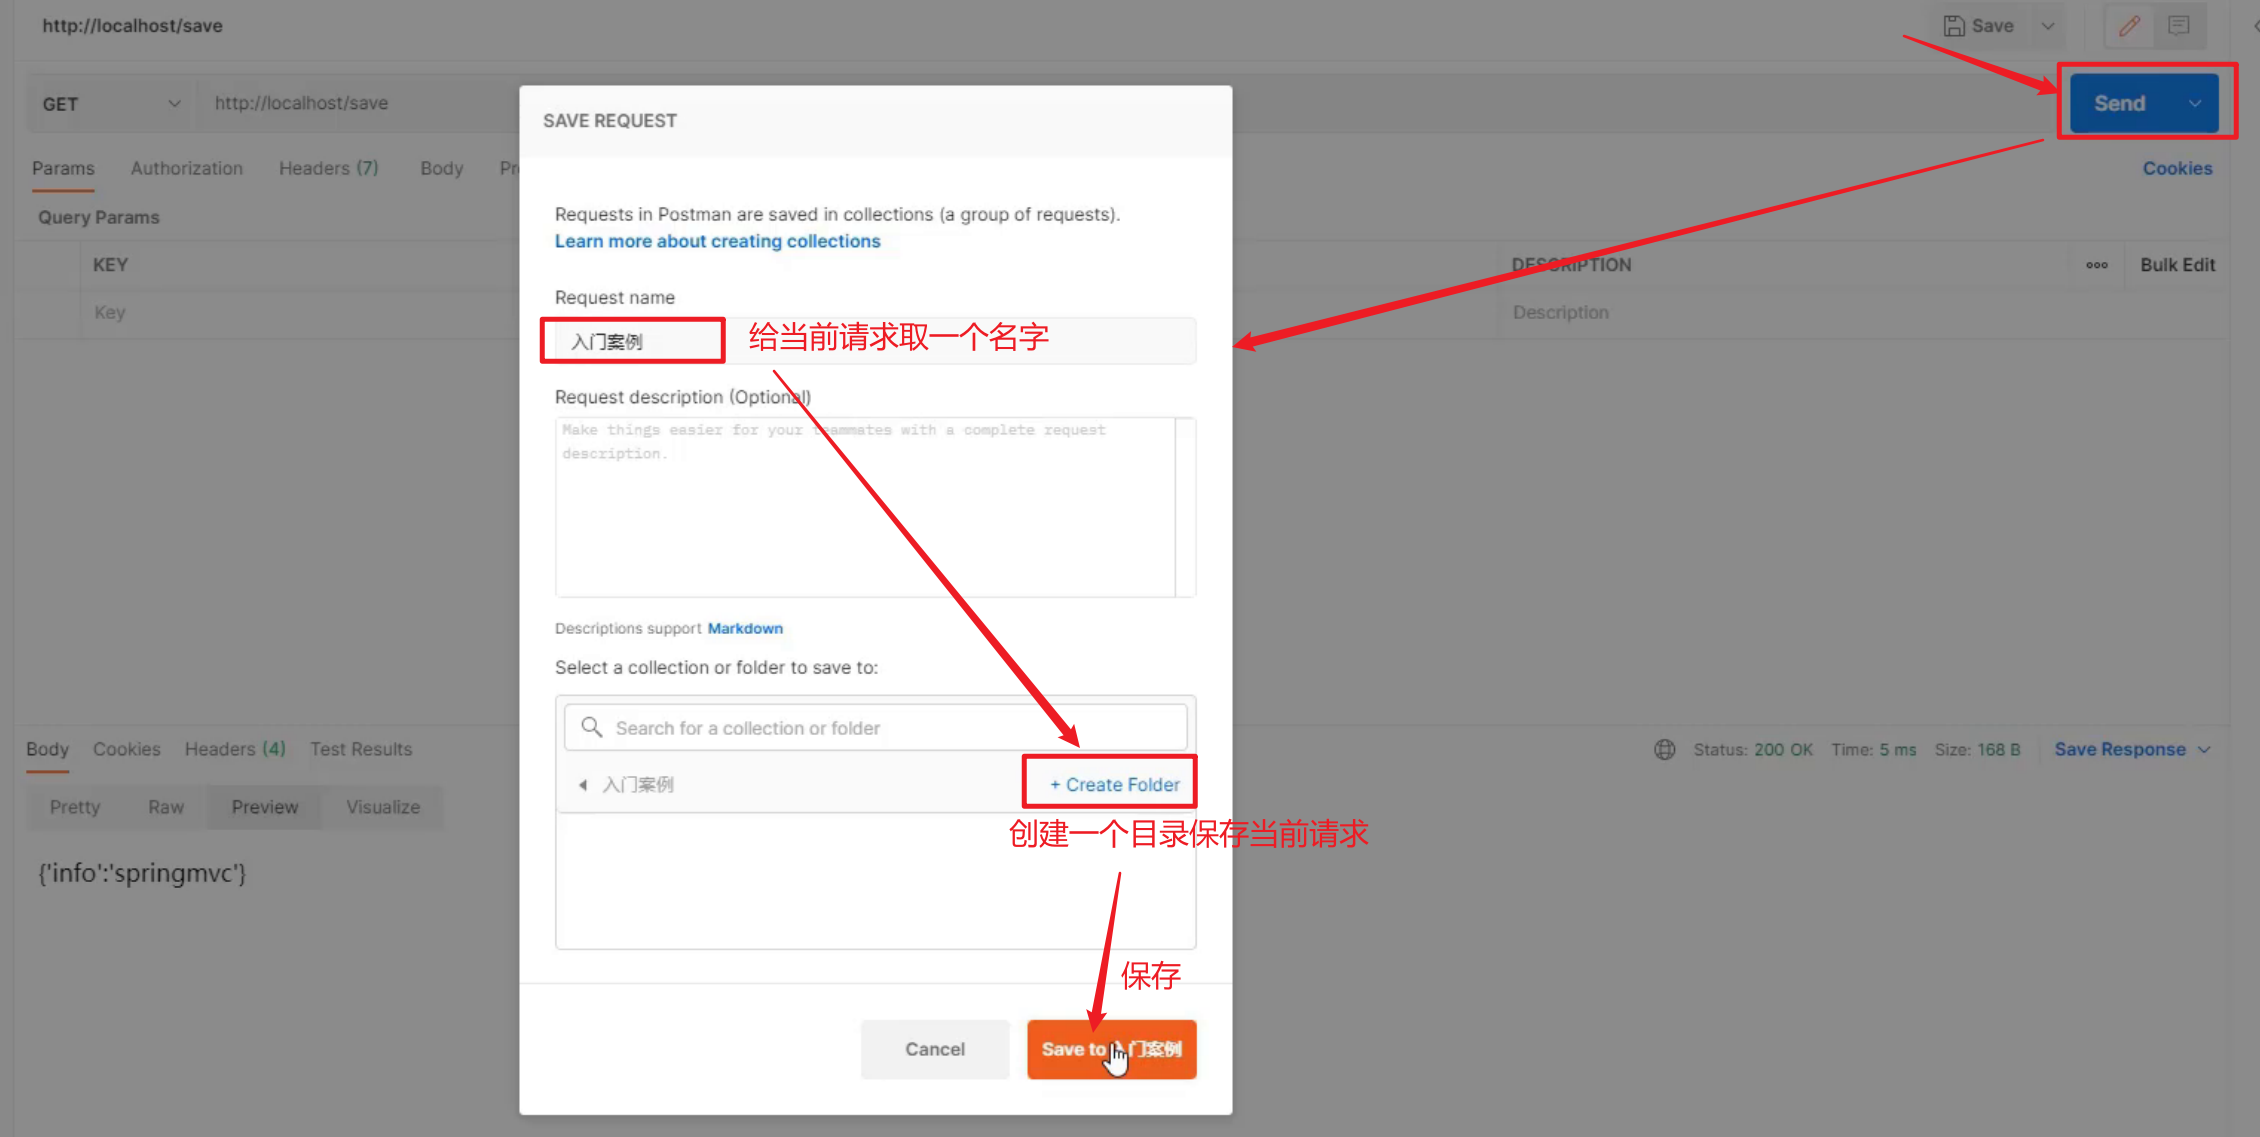 http://localhost/save
Save
GET
http://localhost/save
Send
Params
Authorization
Headers (7)
Body
Pr
Cookies
Query Params
KEY
DESCRIPTION
ooo
Bulk Edit
Key
Description
SAVE REQUEST
Requests in Postman are saved in collections (a group of requests).
Learn more about creating collections
Request name
入门案例
给当前请求取一个名字
Request description (Optional)
Make things easier for your teammates with a complete request
description.
Descriptions support Markdown
Select a collection or folder to save to:
Search for a collection or folder
入门案例
+ Create Folder
创建一个目录保存当前请求
保存
Cancel
Save to 入门案例
Body
Cookies
Headers (4)
Test Results
Status: 200 OK
Time: 5 ms
Size: 168 B
Save Response
Pretty
Raw
Preview
Visualize
{'info':'springmvc'}